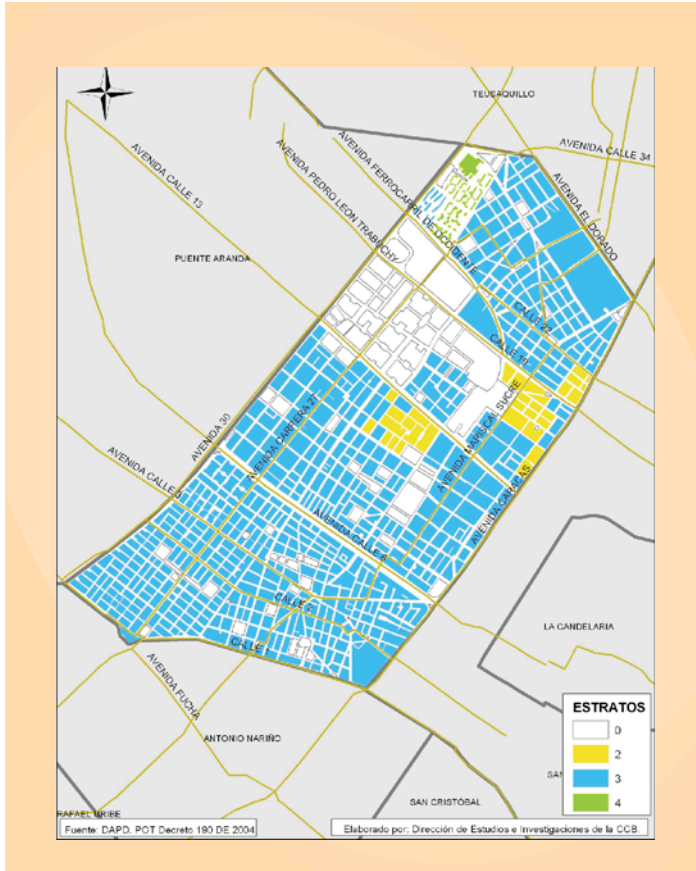 TEUSAQUILLO
AVENIDA CALLE 34
AVENIDA FERROCARRIL DE OCCIDENTE
AVENIDA PEDRO LEON TRABUCHY
AVENIDA CALLE 13
AVENIDA EL DORADO
PUENTE ARANDA
CALLE 22
CALLE 19
AVENIDA MARISCAL SUCRE
AVENIDA CARRERA 27
AVENIDA 30
AVENIDA CARACAS
AVENIDA CALLE 3
AVENIDA CALLE 6
CALLE 2
LA CANDELARIA
CALLE 1
AVENIDA FUCHA
ANTONIO NARIÑO
ESTRATOS
0
2
3
4
SAN
SAN CRISTÓBAL
RAFAEL URIBE
Fuente: DAPD. POT Decreto 190 DE 2004
Elaborado por: Dirección de Estudios e Investigaciones de la CCB.